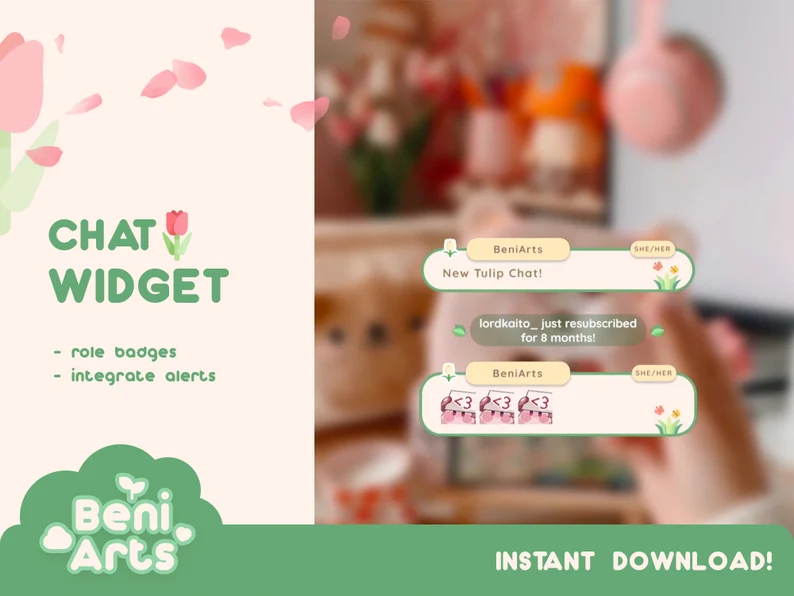 CHAT
WIDGET
- role badges
- integrate alerts
BeniArts
SHE/HER
New Tulip Chat!
lordkaito_ just resubscribed
for 8 months!
BeniArts
SHE/HER
<3 <3 <3
Beni
Arts
INSTANT DOWNLOAD!